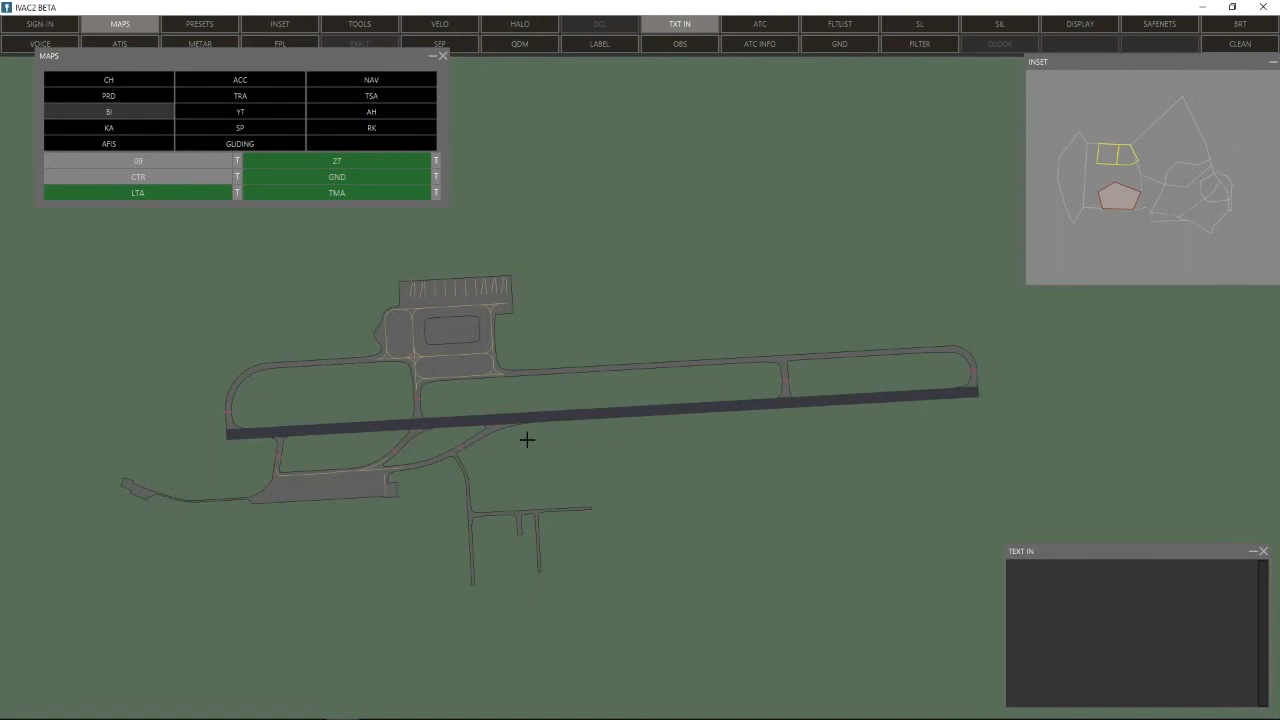 IVAC2 BETA
SIGN-IN MAPS PRESETS INSET TOOLS VELO HALO DCL TXT IN ATC FLTLIST SL SIL DISPLAY SAFENETS BRT
VOICE ATIS METAR FPL EXPLT SEP QDM LABEL OBS ATC INFO GND FILTER QLOOK CLEAN
MAPS
CH ACC NAV
PRD TRA TSA
BI YT AH
KA SP RK
AFIS GLIDING
09 T 27 T
CTR T GND T
LTA T TMA T
INSET
TEXT IN